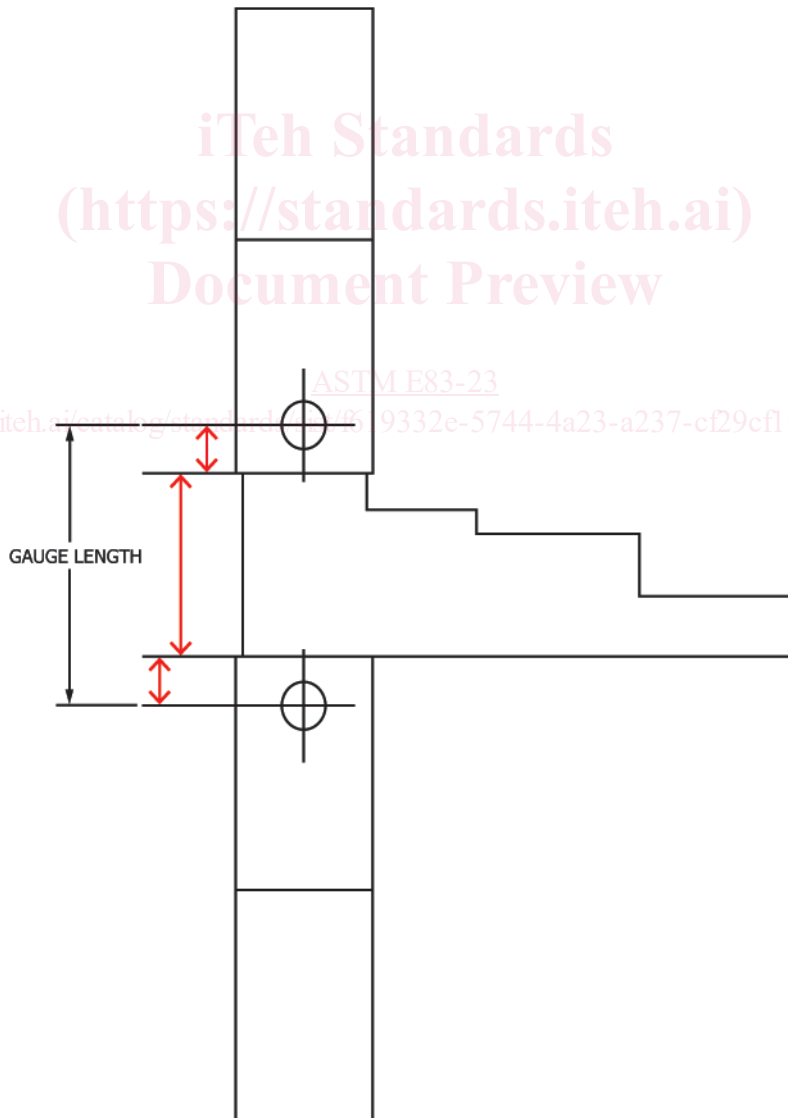 iTeh Standards
(https://standards.iteh.ai)
Document Preview
ASTM E83-23
GAUGE LENGTH